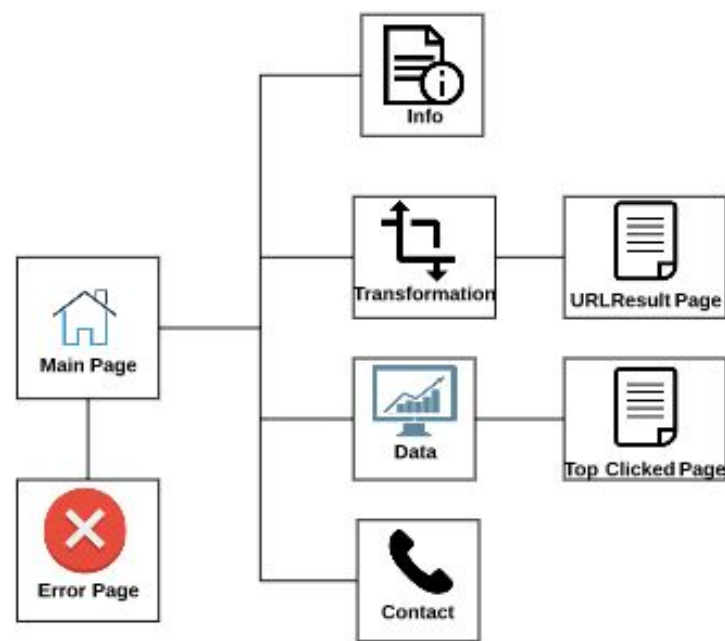 Info
Transformation
URLResult Page
Main Page
Data
Top Clicked Page
Error Page
Contact